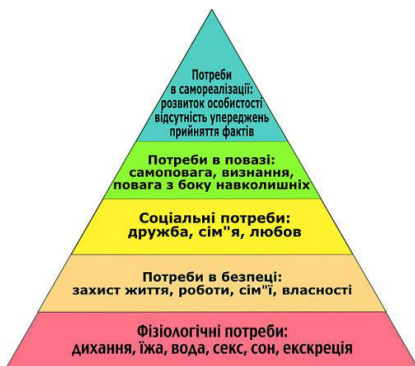 Потреби
в самореалізації:
розвиток особистості
відсутність упереджень
прийняття фактів
Потреби в повазі:
самоповага, визнання,
повага з боку навколишніх
Соціальні потреби:
дружба, сім"я, любов
Потреби в безпеці:
захист життя, роботи, сім"ї, власності
Фізіологічні потреби:
дихання, їжа, вода, секс, сон, екскреція